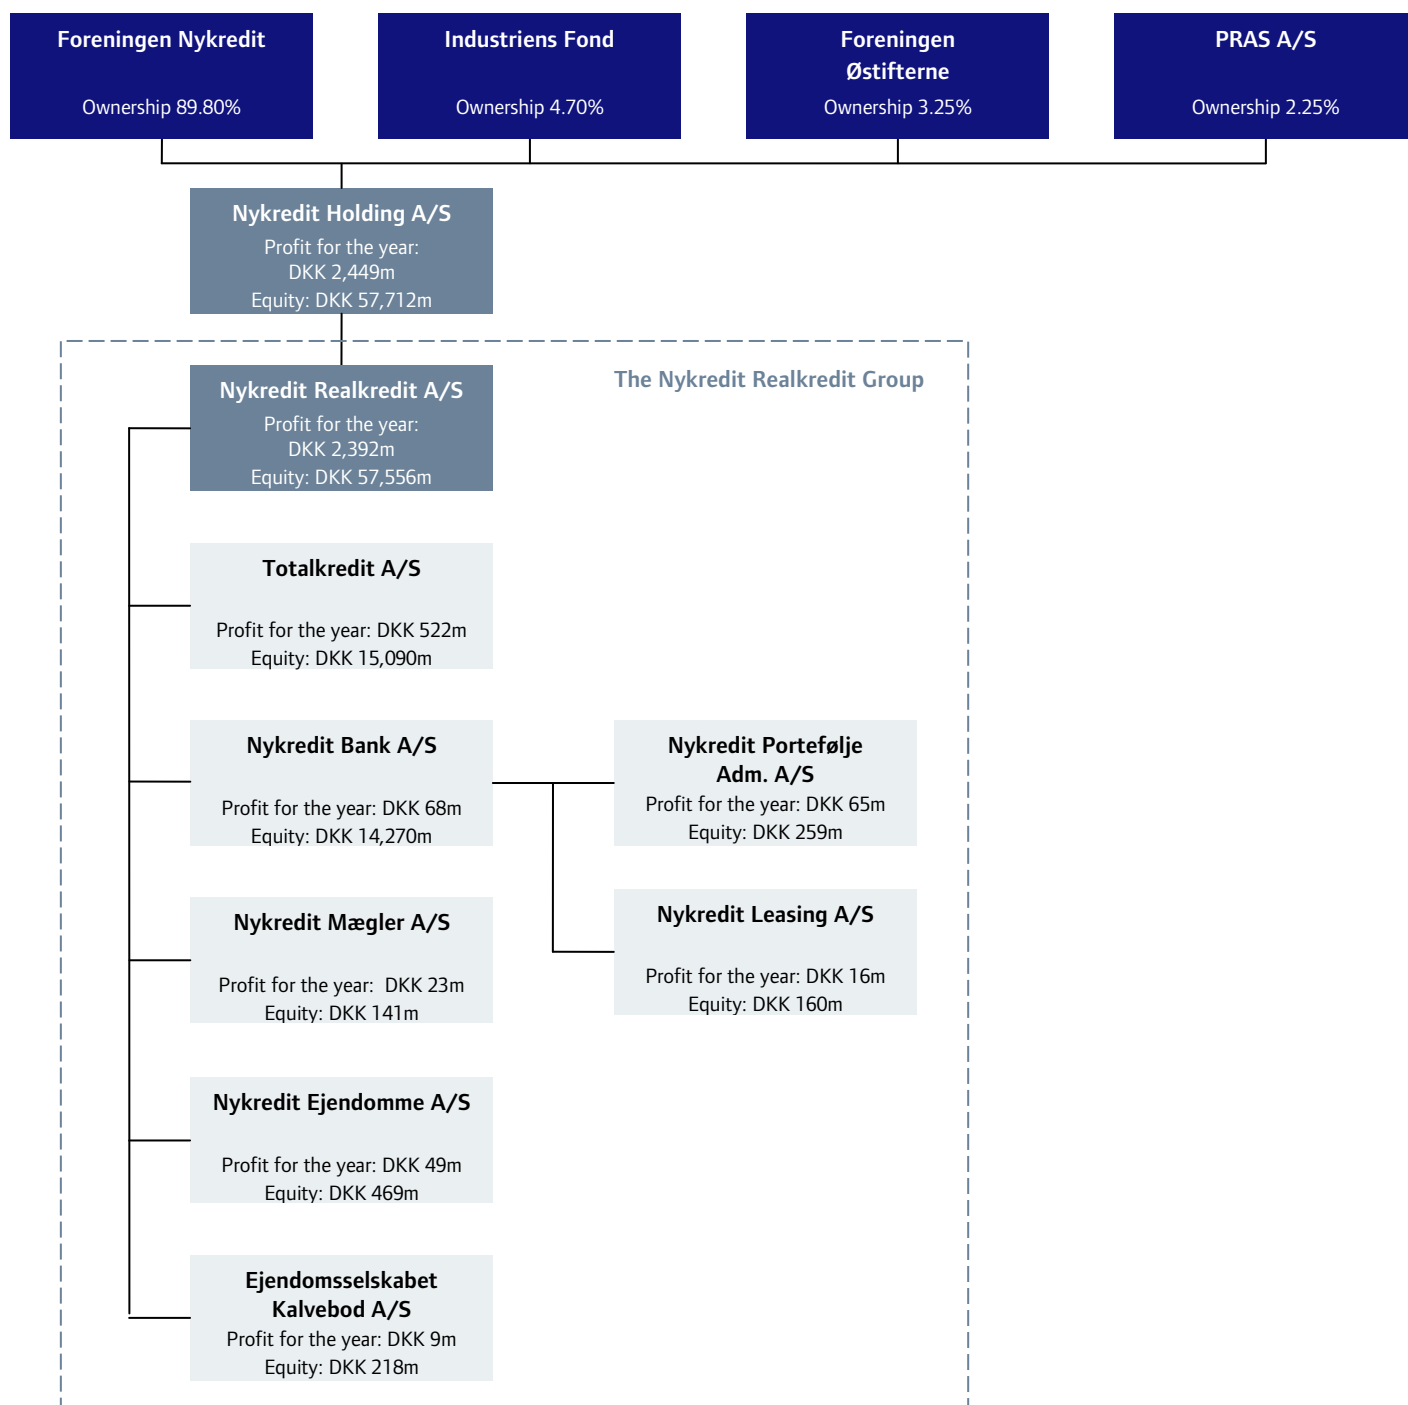 Foreningen Nykredit
Ownership 89.80%
Industriens Fond
Ownership 4.70%
Foreningen
Østifterne
Ownership 3.25%
PRAS A/S
Ownership 2.25%
Nykredit Holding A/S
Profit for the year:
DKK 2,449m
Equity: DKK 57,712m
The Nykredit Realkredit Group
Nykredit Realkredit A/S
Profit for the year:
DKK 2,392m
Equity: DKK 57,556m
Totalkredit A/S
Profit for the year: DKK 522m
Equity: DKK 15,090m
Nykredit Bank A/S
Profit for the year: DKK 68m
Equity: DKK 14,270m
Nykredit Portefølje
Adm. A/S
Profit for the year: DKK 65m
Equity: DKK 259m
Nykredit Leasing A/S
Profit for the year: DKK 16m
Equity: DKK 160m
Nykredit Mægler A/S
Profit for the year:  DKK 23m
Equity: DKK 141m
Nykredit Ejendomme A/S
Profit for the year: DKK 49m
Equity: DKK 469m
Ejendomsselskabet
Kalvebod A/S
Profit for the year: DKK 9m
Equity: DKK 218m